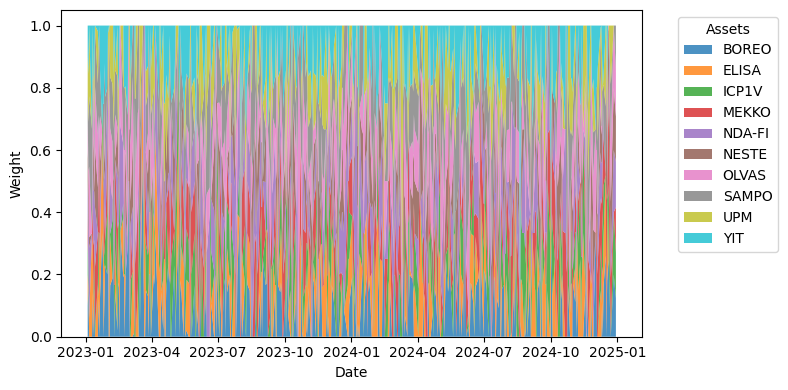 1.0
0.8
0.6
0.4
0.2
0.0
Weight
2023-01 2023-04 2023-07 2023-10 2024-01 2024-04 2024-07 2024-10 2025-01
Date
Assets
BOREO
ELISA
ICP1V
MEKKO
NDA-FI
NESTE
OLVAS
SAMPO
UPM
YIT